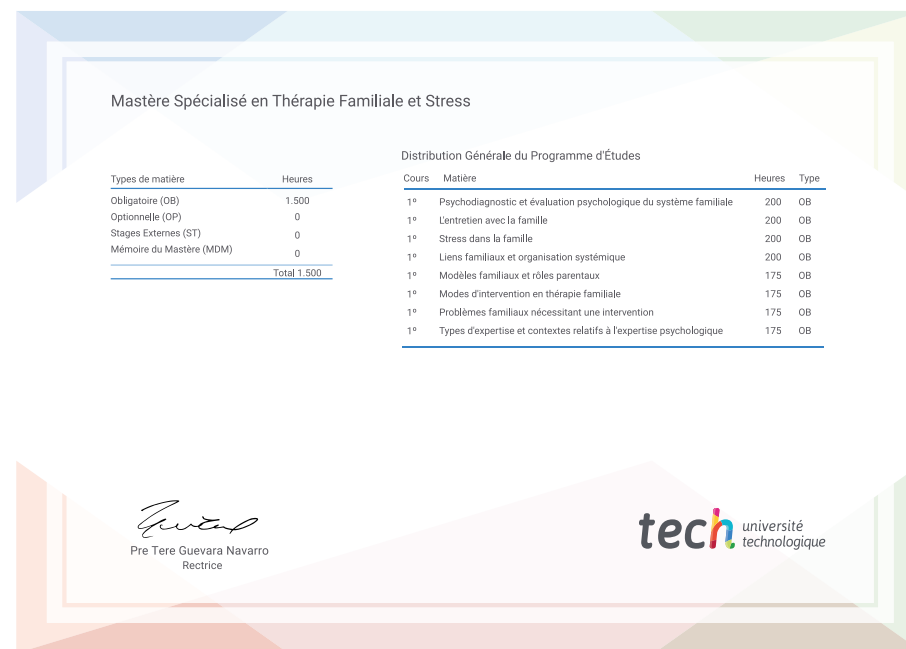 Mastère Spécialisé en Thérapie Familiale et Stress
Types de matière Heures
Obligatoire (OB) 1.500
Optionnelle (OP) 0
Stages Externes (ST) 0
Mémoire du Mastère (MDM) 0
Total 1.500
Distribution Générale du Programme d'Études
Cours Matière Heures Type
1º Psychodiagnostic et évaluation psychologique du système familiale 200 OB
1º L'entretien avec la famille 200 OB
1º Stress dans la famille 200 OB
1º Liens familiaux et organisation systémique 200 OB
1º Modèles familiaux et rôles parentaux 175 OB
1º Modes d'intervention en thérapie familiale 175 OB
1º Problèmes familiaux nécessitant une intervention 175 OB
1º Types d'expertise et contextes relatifs à l'expertise psychologique 175 OB
Pre Tere Guevara Navarro
Rectrice
tech université
technologique